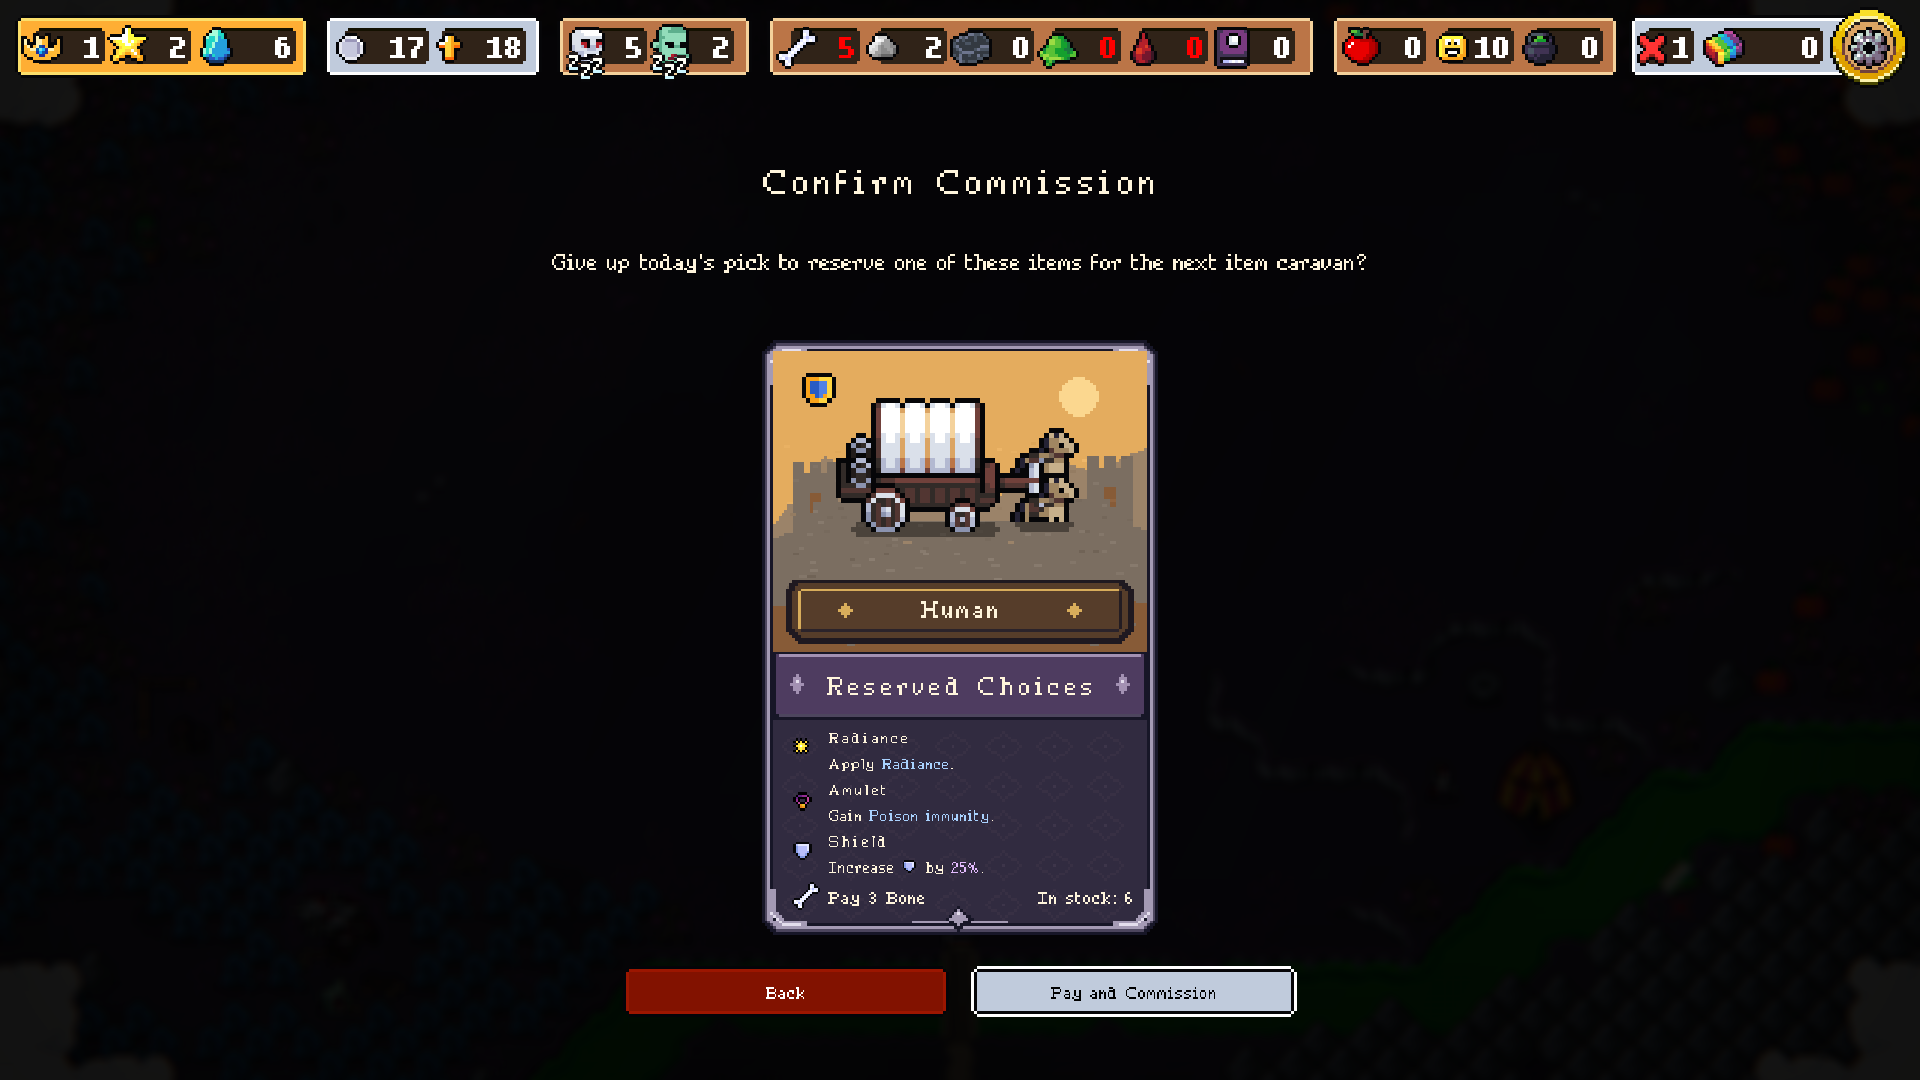 1 2 6 17 18 5 2 5 2 0 0 0 0 0 10 0 1 0
Confirm Commission
Give up today's pick to reserve one of these items for the next item caravan?
Human
Reserved Choices
Radiance
Apply Radiance.
Amulet
Gain Poison immunity.
Shield
Increase by 25%.
Pay 3 Bone In stock: 6
Back Pay and Commission